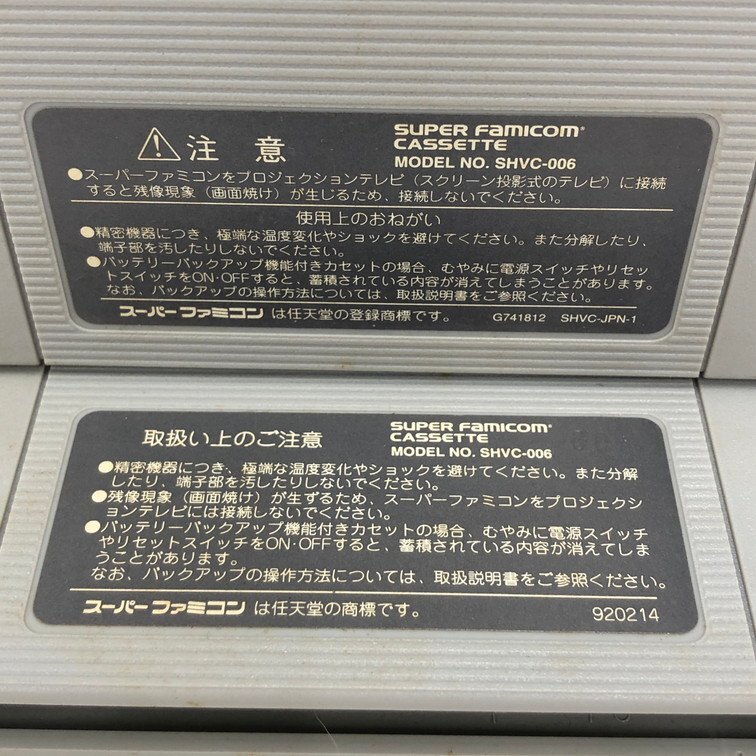 ⚠注 意
SUPER FAMICOM®
CASSETTE
MODEL NO. SHVC-006
●スーパーファミコンをプロジェクションテレビ（スクリーン投影式のテレビ）に接続
すると残像現象（画面焼け）が生じるため、接続しないでください。
使用上のおねがい
●精密機器につき、極端な温度変化やショックを避けてください。また分解したり、
端子部を汚したりしないでください。
●バッテリーバックアップ機能付きカセットの場合、むやみに電源スイッチやリセッ
トスイッチをON·OFFすると、蓄積されている内容が消えてしまうことがあります。
なお、バックアップの操作方法については、取扱説明書をご参照ください。
スーパーファミコンは任天堂の登録商標です。 G741812 SHVC-JPN-1
取扱い上のご注意
SUPER FAMICOM®
CASSETTE
MODEL NO. SHVC-006
●精密機器につき、極端な温度変化やショックを避けてください。また分解
したり、端子部を汚したりしないでください。
●残像現象（画面焼け）が生ずるため、スーパーファミコンをプロジェクシ
ョンテレビには接続しないでください。
●バッテリーバックアップ機能付きカセットの場合、むやみに電源スイッチ
やリセットスイッチをON·OFFすると、蓄積されている内容が消えてしま
うことがあります。
なお、バックアップの操作方法については、取扱説明書をご参照ください。
スーパーファミコンは任天堂の商標です。 920214